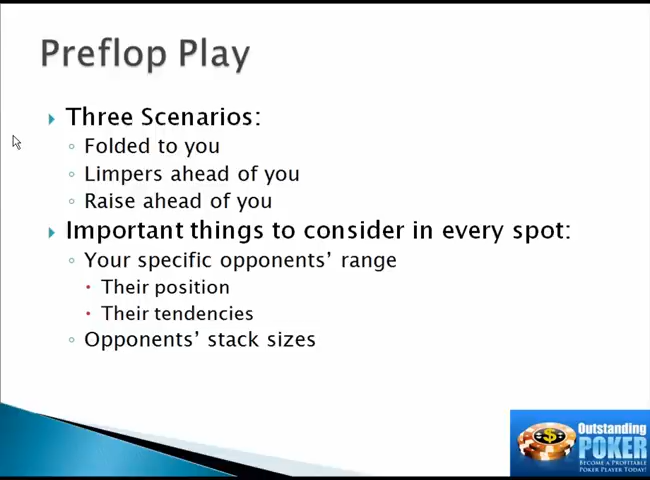 Preflop Play
Three Scenarios:
Folded to you
Limpers ahead of you
Raise ahead of you
Important things to consider in every spot:
Your specific opponents' range
Their position
Their tendencies
Opponents' stack sizes
Outstanding
POKER
BECOME A PROFITABLE
POKER PLAYER TODAY!